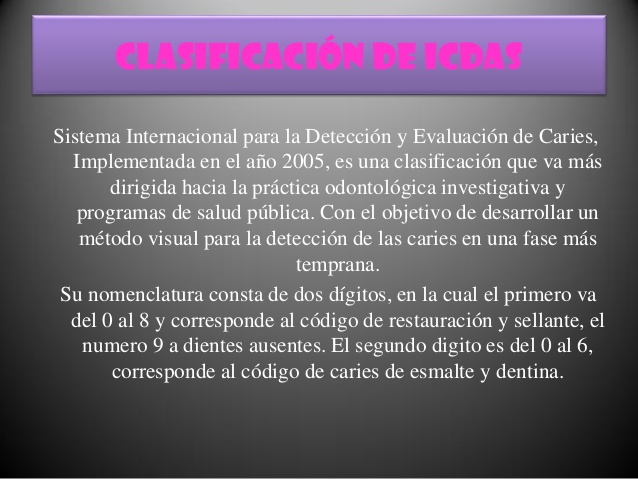 CLASIFICACIÓN DE ICDAS
Sistema Internacional para la Detección y Evaluación de Caries,
Implementada en el año 2005, es una clasificación que va más
dirigida hacia la práctica odontológica investigativa y
programas de salud pública. Con el objetivo de desarrollar un
método visual para la detección de las caries en una fase más
temprana.
Su nomenclatura consta de dos dígitos, en la cual el primero va
del 0 al 8 y corresponde al código de restauración y sellante, el
numero 9 a dientes ausentes. El segundo digito es del 0 al 6,
corresponde al código de caries de esmalte y dentina.